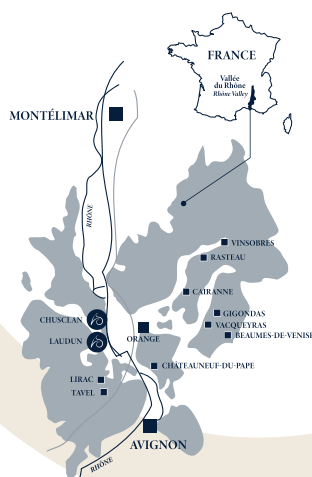 FRANCE
Vallée
du Rhône
Rhône Valley
MONTÉLIMAR
RHÔNE
VINSOBRES
RASTEAU
CAIRANNE
GIGONDAS
CHUSCLAN
VACQUEYRAS
ORANGE
BEAUMES-DE-VENISE
LAUDUN
CHÂTEAUNEUF-DU-PAPE
LIRAC
TAVEL
AVIGNON
RHÔNE